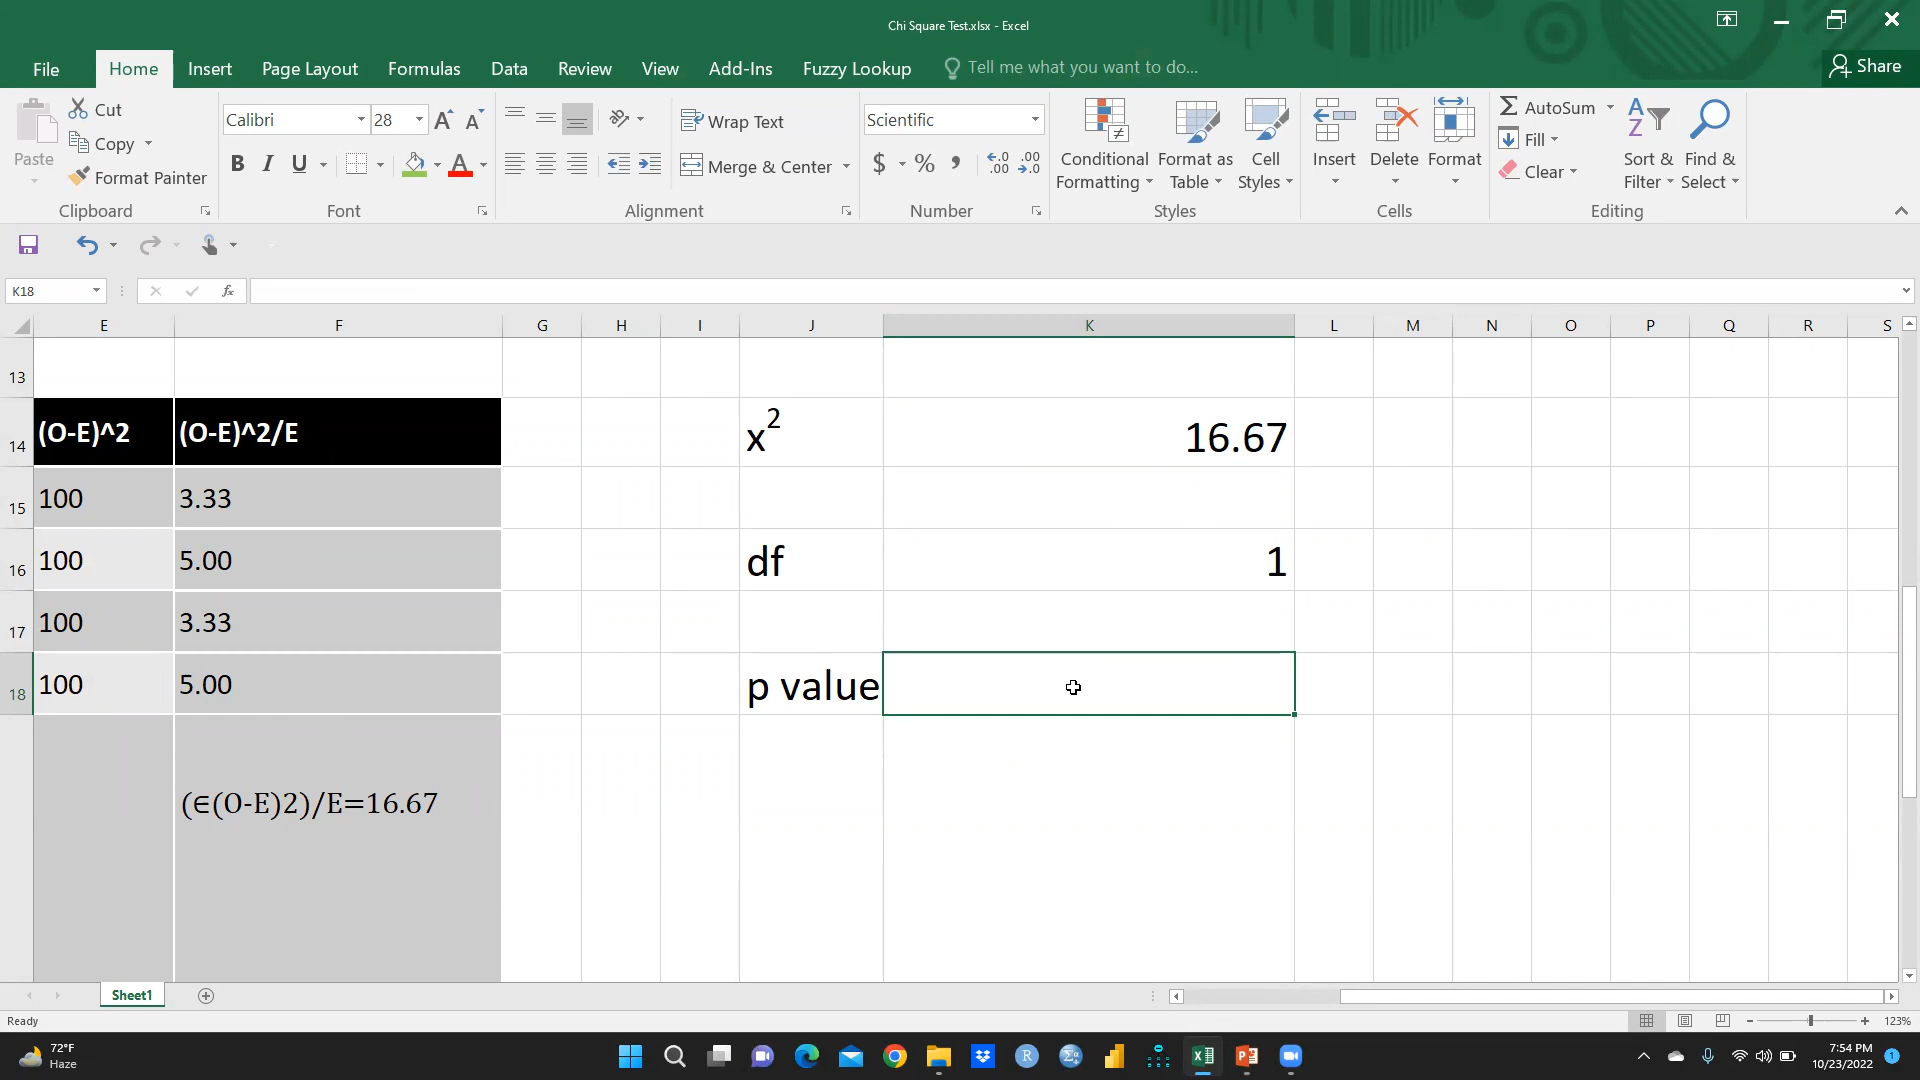 Chi Square Test.xlsx - Excel
File Home Insert Page Layout Formulas Data Review View Add-Ins Fuzzy Lookup Tell me what you want to do... Share
Cut
Copy
Format Painter
Paste
Clipboard
Calibri 28
B I U
Font
Wrap Text
Merge & Center
Alignment
Scientific
$ % ,
Number
Conditional Formatting
Format as Table
Cell Styles
Styles
Insert Delete Format
Cells
AutoSum
Fill
Clear
Sort & Filter
Find & Select
Editing
K18 fx
E F G H I J K L M N O P Q R S
13
14 (O-E)^2 (O-E)^2/E x2 16.67
15 100 3.33
16 100 5.00 df 1
17 100 3.33
18 100 5.00 p value
(∈(O-E)2)/E=16.67
Sheet1
Ready 123%
72°F
Haze
7:54 PM
10/23/2022
1